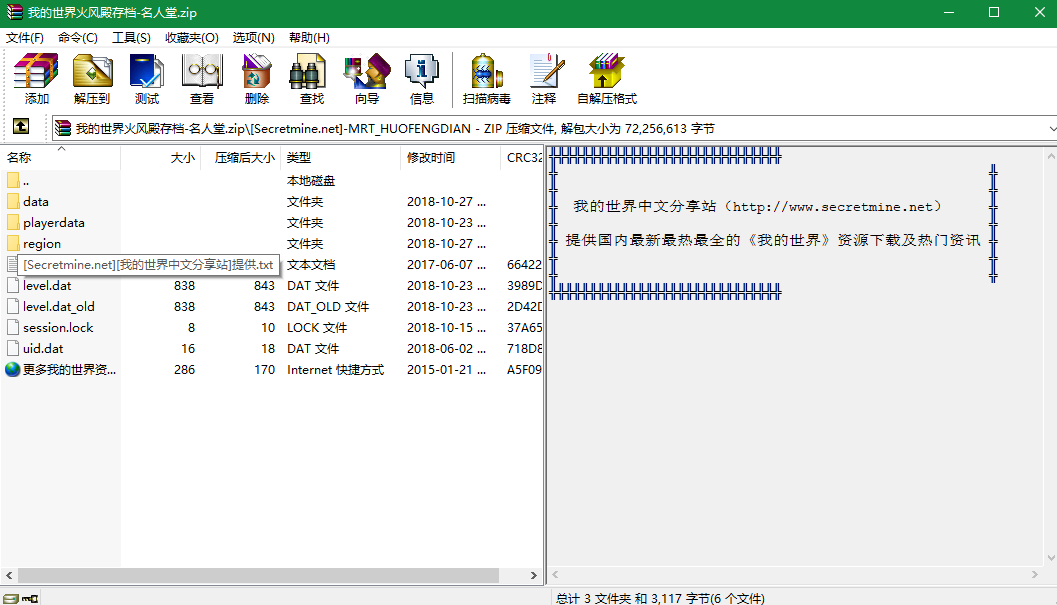 我的世界火风殿存档-名人堂.zip
文件(F) 命令(C) 工具(S) 收藏夹(O) 选项(N) 帮助(H)
添加 解压到 测试 查看 删除 查找 向导 信息 扫描病毒 注释 自解压格式
我的世界火风殿存档-名人堂.zip\[Secretmine.net]-MRT_HUOFENGDIAN - ZIP 压缩文件, 解包大小为 72,256,613 字节
名称 大小 压缩后大小 类型 修改时间 CRC32
.. 本地磁盘
data 文件夹 2018-10-27 ...
playerdata 文件夹 2018-10-23 ...
region 文件夹 2018-10-27 ...
[Secretmine.net][我的世界中文分享站]提供.txt 文本文档 2017-06-07 ... 66422
level.dat 838 843 DAT 文件 2018-10-23 ... 3989D
level.dat_old 838 843 DAT_OLD 文件 2018-10-23 ... 2D42D
session.lock 8 10 LOCK 文件 2018-10-15 ... 37A65
uid.dat 16 18 DAT 文件 2018-06-02 ... 718D8
更多我的世界资... 286 170 Internet 快捷方式 2015-01-21 ... A5F09
我的世界中文分享站（http://www.secretmine.net）
提供国内最新最热最全的《我的世界》资源下载及热门资讯
总计 3 文件夹 和 3,117 字节(6 个文件)